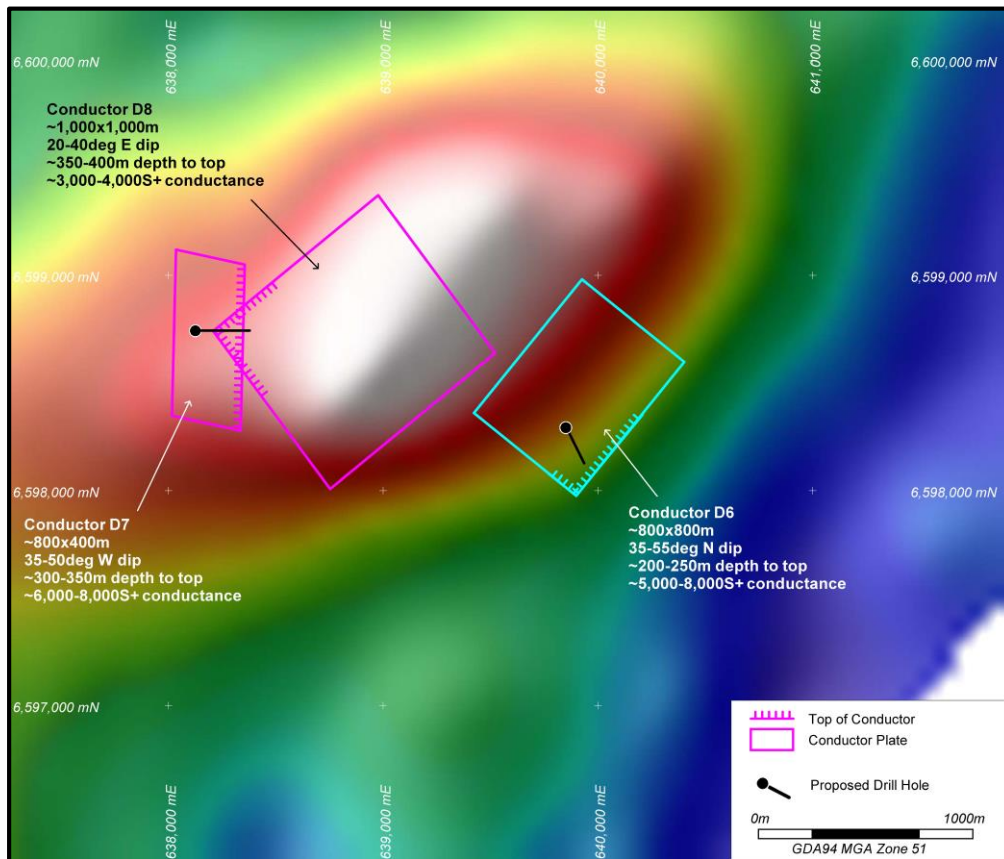 638,000 mE
639,000 mE
640,000 mE
641,000 mE
6,600,000 mN
6,600,000 mN
Conductor D8
~1,000x1,000m
20-40deg E dip
~350-400m depth to top
~3,000-4,000S+ conductance
6,599,000 mN
6,599,000 mN
6,598,000 mN
6,598,000 mN
Conductor D7
~800x400m
35-50deg W dip
~300-350m depth to top
~6,000-8,000S+ conductance
Conductor D6
~800x800m
35-55deg N dip
~200-250m depth to top
~5,000-8,000S+ conductance
6,597,000 mN
638,000 mE
639,000 mE
640,000 mE
Top of Conductor
Conductor Plate
Proposed Drill Hole
0m 1000m
GDA94 MGA Zone 51